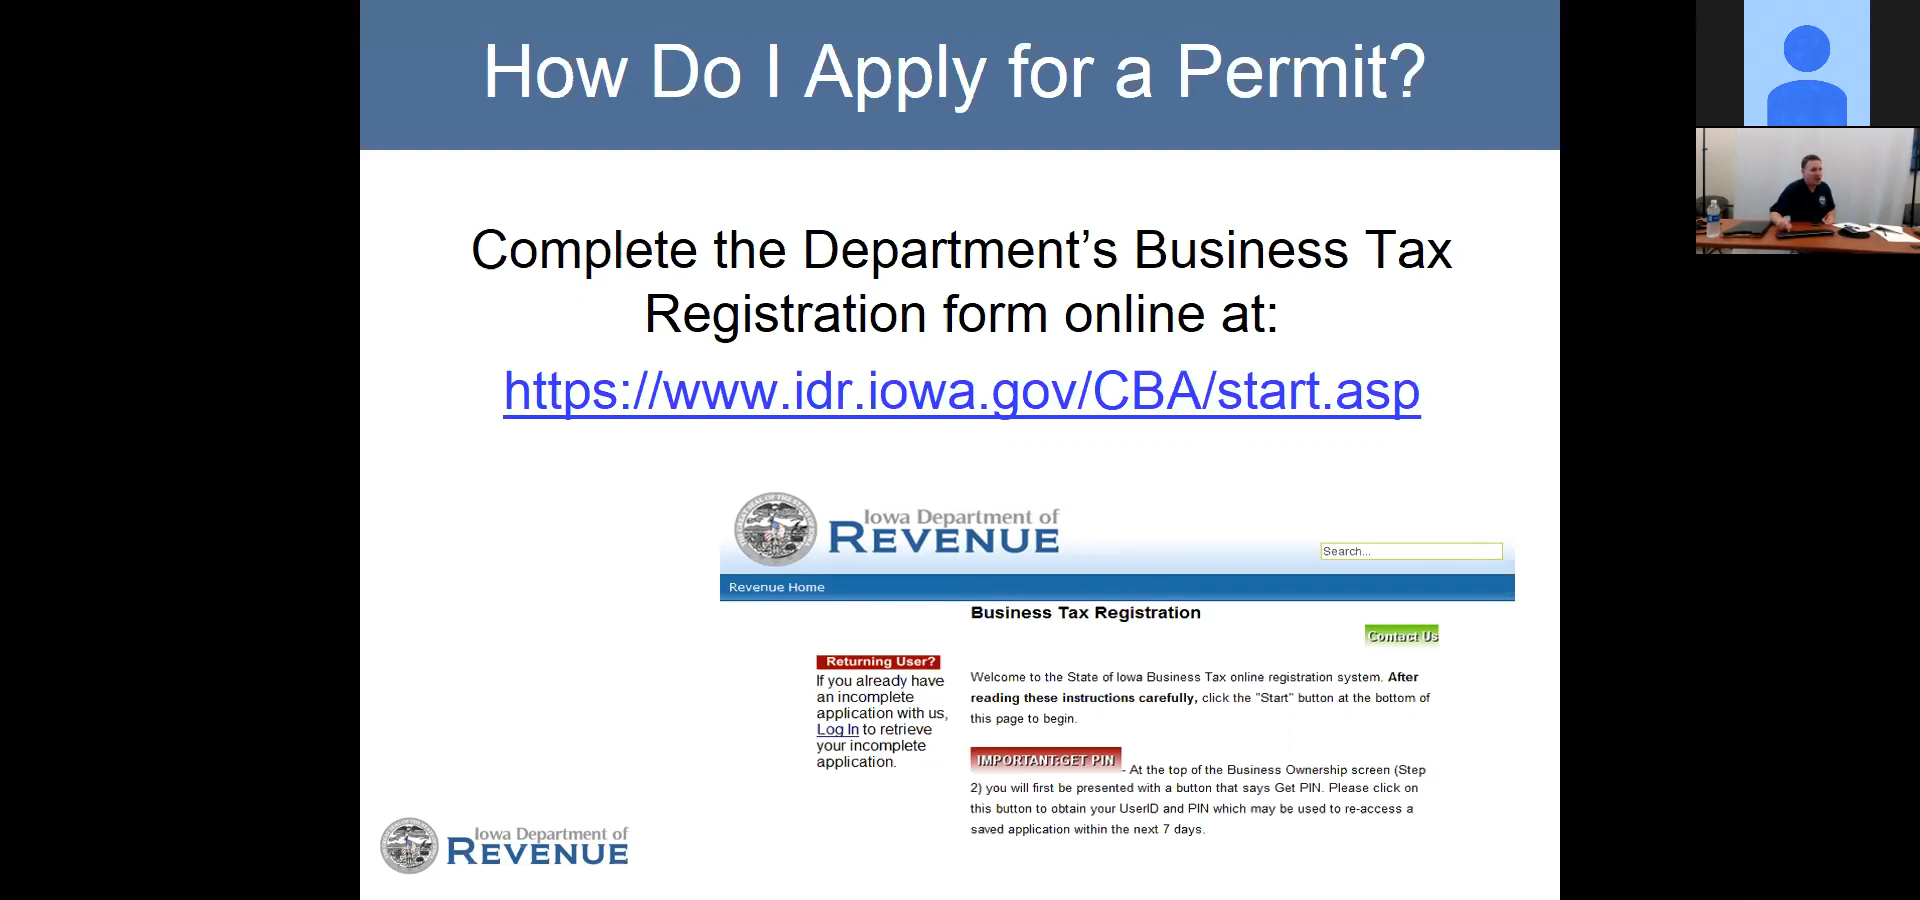 How Do I Apply for a Permit?
Complete the Department’s Business Tax
Registration form online at:
https://www.idr.iowa.gov/CBA/start.asp
Iowa Department of
REVENUE
Search...
Revenue Home
Business Tax Registration
Contact Us
Returning User?
If you already have
an incomplete
application with us,
Log In to retrieve
your incomplete
application.
Welcome to the State of Iowa Business Tax online registration system. After
reading these instructions carefully, click the "Start" button at the bottom of
this page to begin.
IMPORTANT:GET PIN - At the top of the Business Ownership screen (Step
2) you will first be presented with a button that says Get PIN. Please click on
this button to obtain your UserID and PIN which may be used to re-access a
saved application within the next 7 days.
Iowa Department of
REVENUE